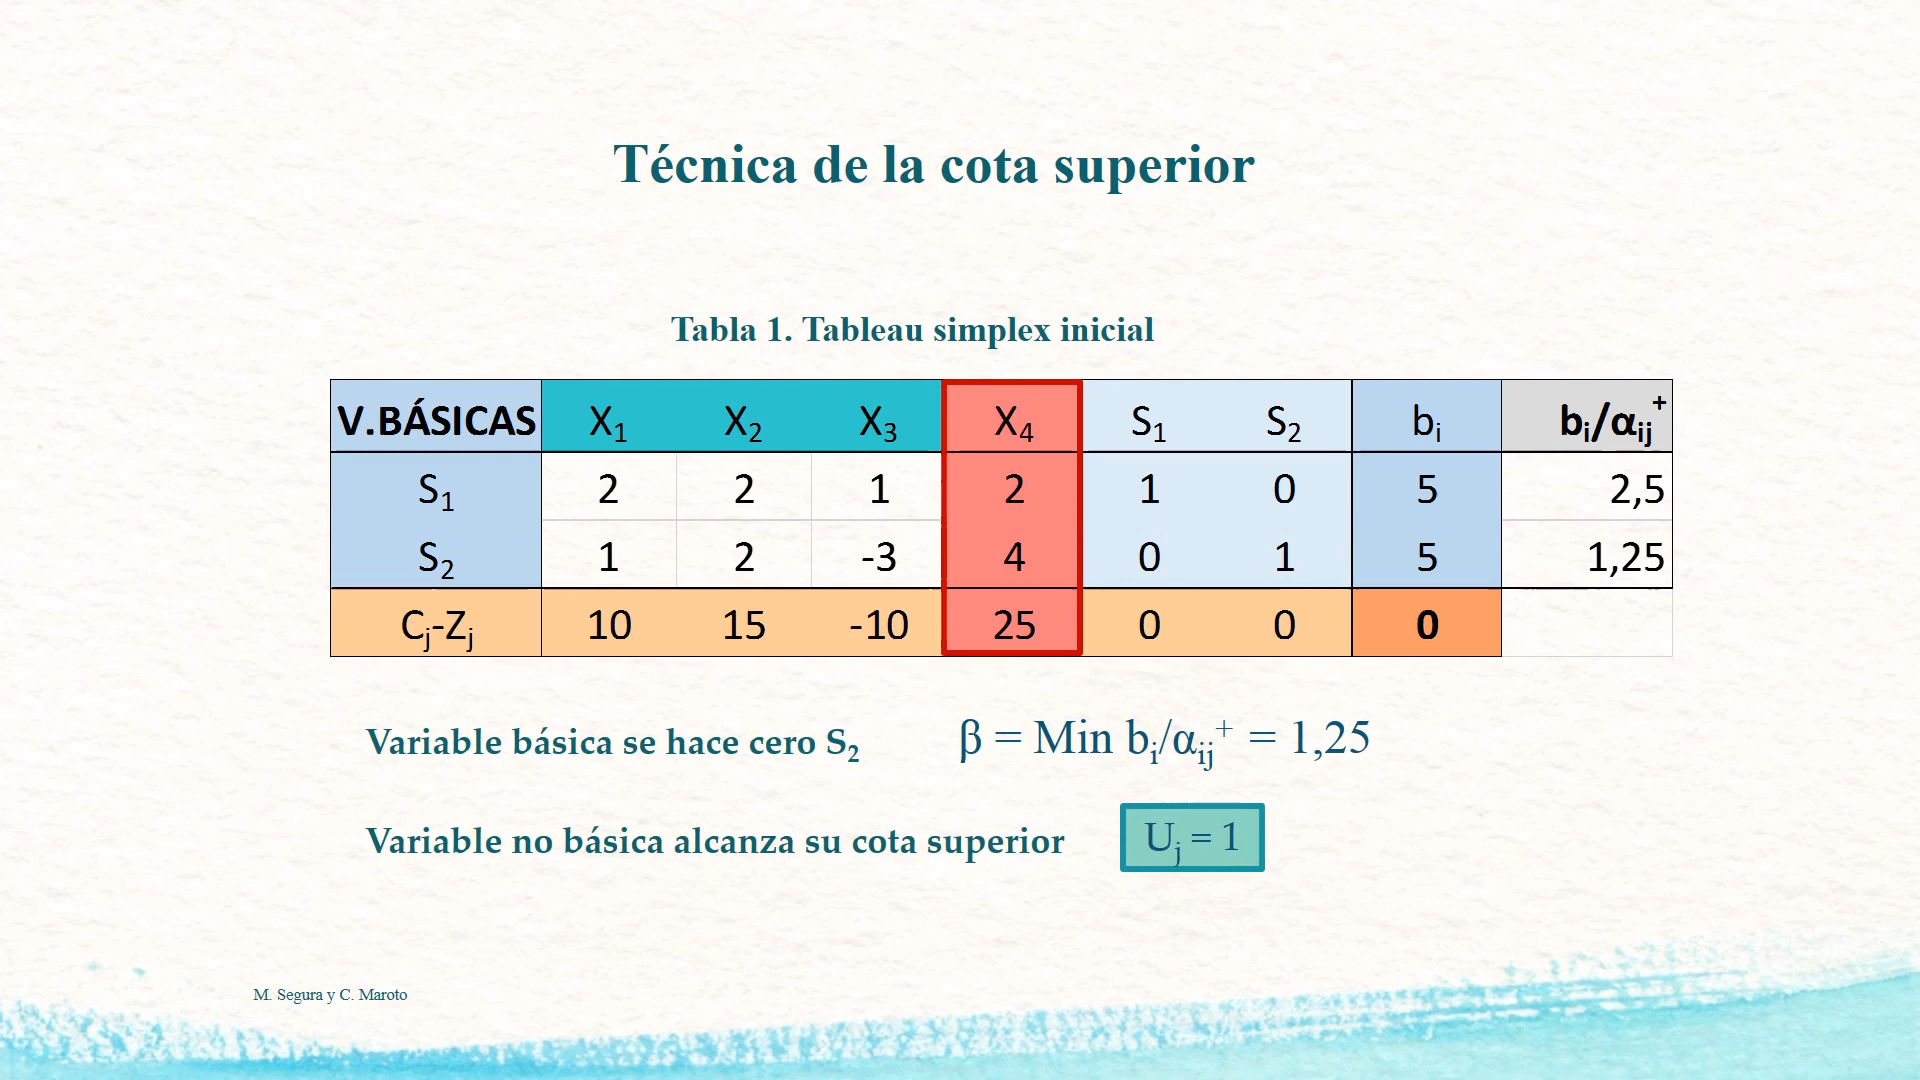 Técnica de la cota superior
Tabla 1. Tableau simplex inicial
V.BÁSICAS X₁ X₂ X₃ X₄ S₁ S₂ bᵢ bᵢ/αᵢⱼ⁺
S₁ 2 2 1 2 1 0 5 2,5
S₂ 1 2 -3 4 0 1 5 1,25
Cⱼ-Zⱼ 10 15 -10 25 0 0 0
Variable básica se hace cero S₂ β = Min bᵢ/αᵢⱼ⁺ = 1,25
Variable no básica alcanza su cota superior Uⱼ = 1
M. Segura y C. Maroto